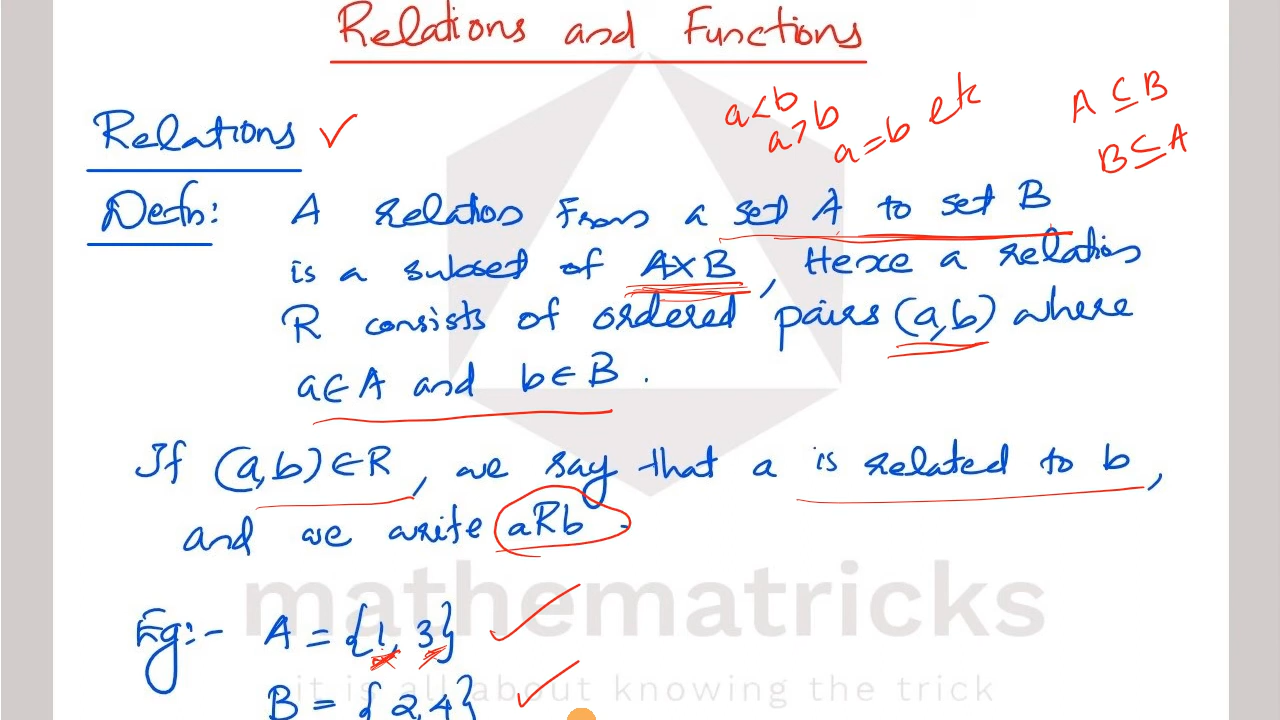 Relations and Functions
a<b
a>b
a=b etc
A ⊆ B
B ⊆ A
Relations ✓
Defn:
A relation from a set A to set B
is a subset of A×B, Hence a relation
R consists of ordered pairs (a,b) where
a∈A and b∈B.
If (a,b)∈R, we say that a is related to b,
and we write aRb.
mathematricks
Eg:- A = {1, 3}
it is all about knowing the trick
B = {2,4}